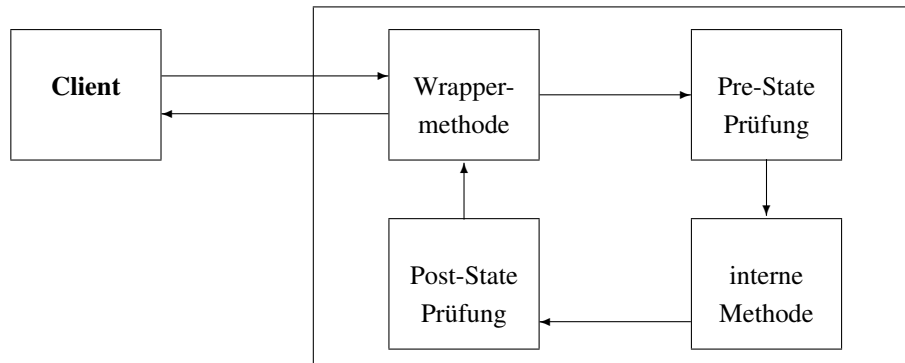 Client
Wrapper-
methode
Pre-State
Prüfung
Post-State
Prüfung
interne
Methode